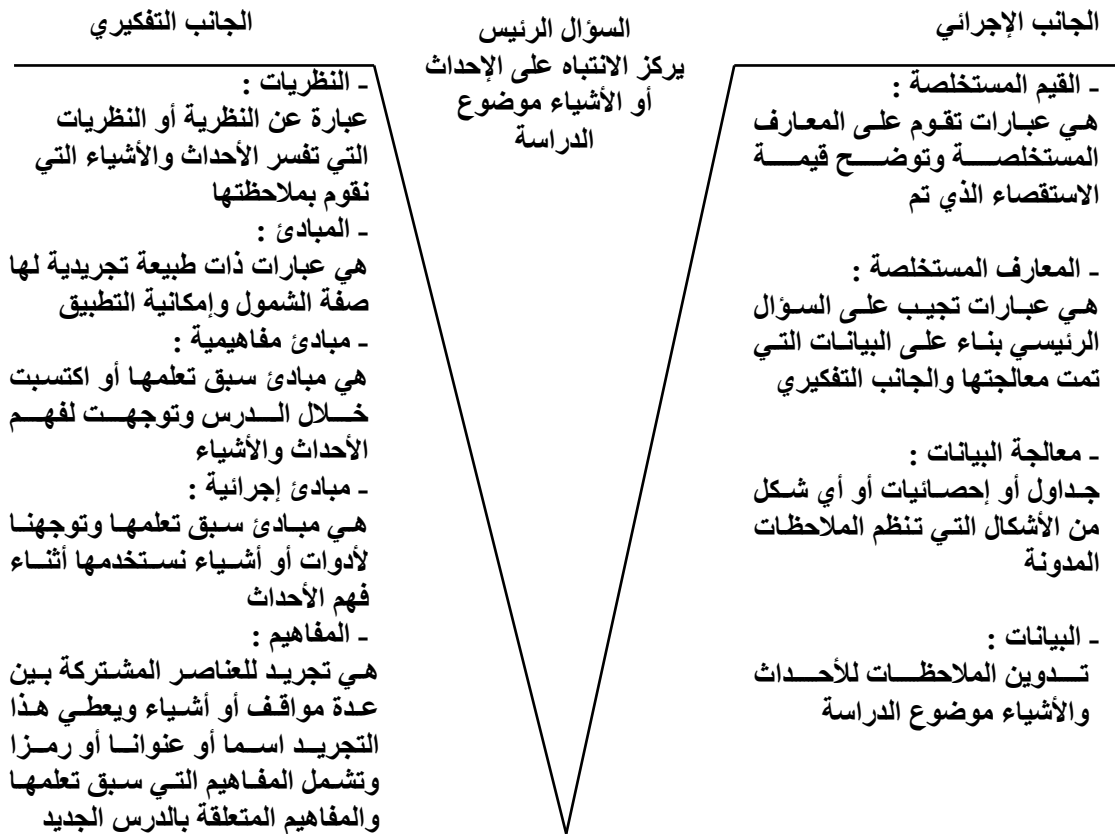 الجانب الإجرائي
- القيم المستخلصة :
هي عبارات تقوم على المعارف
المستخلصة وتوضح قيمة
الاستقصاء الذي تم
- المعارف المستخلصة :
هي عبارات تجيب على السؤال
الرئيسي بناء على البيانات التي
تمت معالجتها والجانب التفكيري
- معالجة البيانات :
جداول أو إحصائيات أو أي شكل
من الأشكال التي تنظم الملاحظات
المدونة
- البيانات :
تدوين الملاحظات للأحداث
والأشياء موضوع الدراسة
السؤال الرئيس
يركز الانتباه على الإحداث
أو الأشياء موضوع
الدراسة
الجانب التفكيري
- النظريات :
عبارة عن النظرية أو النظريات
التي تفسر الأحداث والأشياء التي
نقوم بملاحظتها
- المبادئ :
هي عبارات ذات طبيعة تجريدية لها
صفة الشمول وإمكانية التطبيق
- مبادئ مفاهيمية :
هي مبادئ سبق تعلمها أو اكتسبت
خلال الدرس وتوجهت لفهم
الأحداث والأشياء
- مبادئ إجرائية :
هي مبادئ سبق تعلمها وتوجهنا
لأدوات أو أشياء نستخدمها أثناء
فهم الأحداث
- المفاهيم :
هي تجريد للعناصر المشتركة بين
عدة مواقف أو أشياء ويعطي هذا
التجريد اسما أو عنوانا أو رمزا
وتشمل المفاهيم التي سبق تعلمها
والمفاهيم المتعلقة بالدرس الجديد